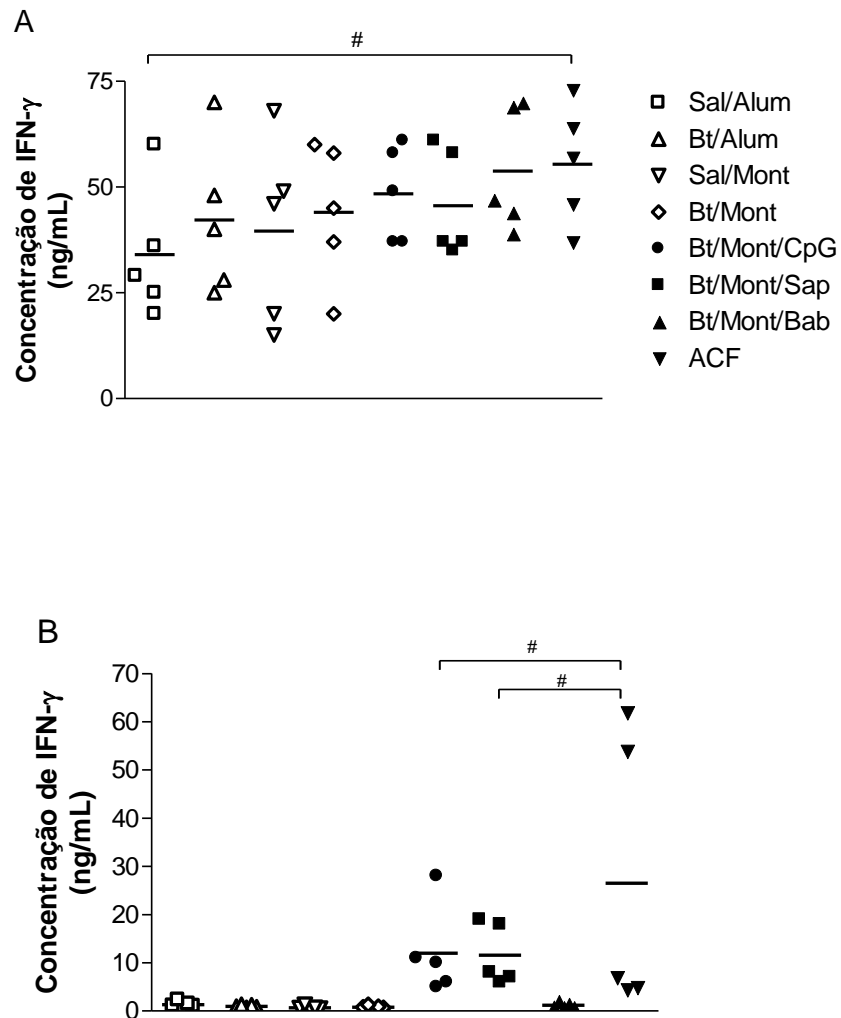 A
#
Concentração de IFN-γ
(ng/mL)
75
50
25
0
Sal/Alum
Bt/Alum
Sal/Mont
Bt/Mont
Bt/Mont/CpG
Bt/Mont/Sap
Bt/Mont/Bab
ACF
B
#
#
Concentração de IFN-γ
(ng/mL)
70
60
50
40
30
20
10
0